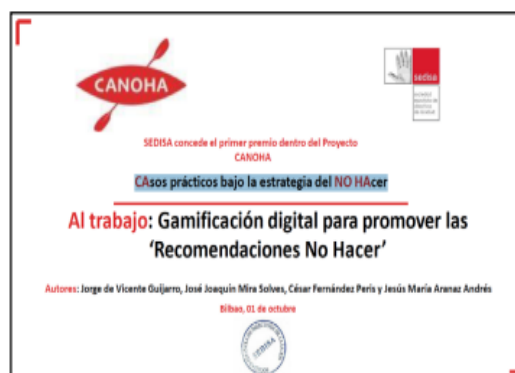 CANOHA
sedisa
SEDISA concede el primer premio dentro del Proyecto
CANOHA
CAsos prácticos bajo la estrategia del NO HAcer
Al trabajo: Gamificación digital para promover las
'Recomendaciones No Hacer'
Autores: Jorge de Vicente Guijarro, José Joaquin Mira Solves, César Fernández Peris y Jesús María Aranaz Andrés
Bilbao, 01 de octubre
SEDISA